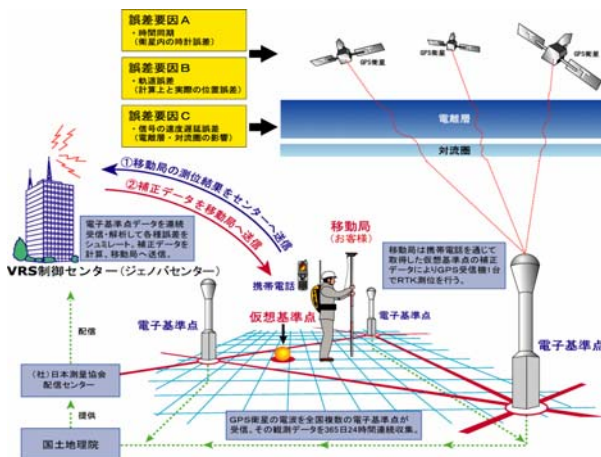 誤差要因A
・時間同期
(衛星内の時計誤差)
誤差要因B
・軌道誤差
(計算上と実際の位置誤差)
誤差要因C
・信号の速度遅延誤差
(電離層・対流圏の影響)
GPS衛星
GPS衛星
GPS衛星
電離層
対流圏
①移動局の測位結果をセンターへ送信
②補正データを移動局へ送信
電子基準点データを連続
受信・解析して各種誤差を
シュミレート。補正データを
計算、移動局へ送信。
VRS制御センター(ジェノバセンター)
移動局
(お客様)
携帯電話
移動局は携帯電話を通じて
取得した仮想基準点の補正
データによりGPS受信機1台
でRTK測位を行う。
仮想基準点
電子基準点
電子基準点
電子基準点
配信
(社)日本測量協会
配信センター
提供
国土地理院
GPS衛星の電波を全国複数の電子基準点が
受信。その観測データを365日24時間連続収集。